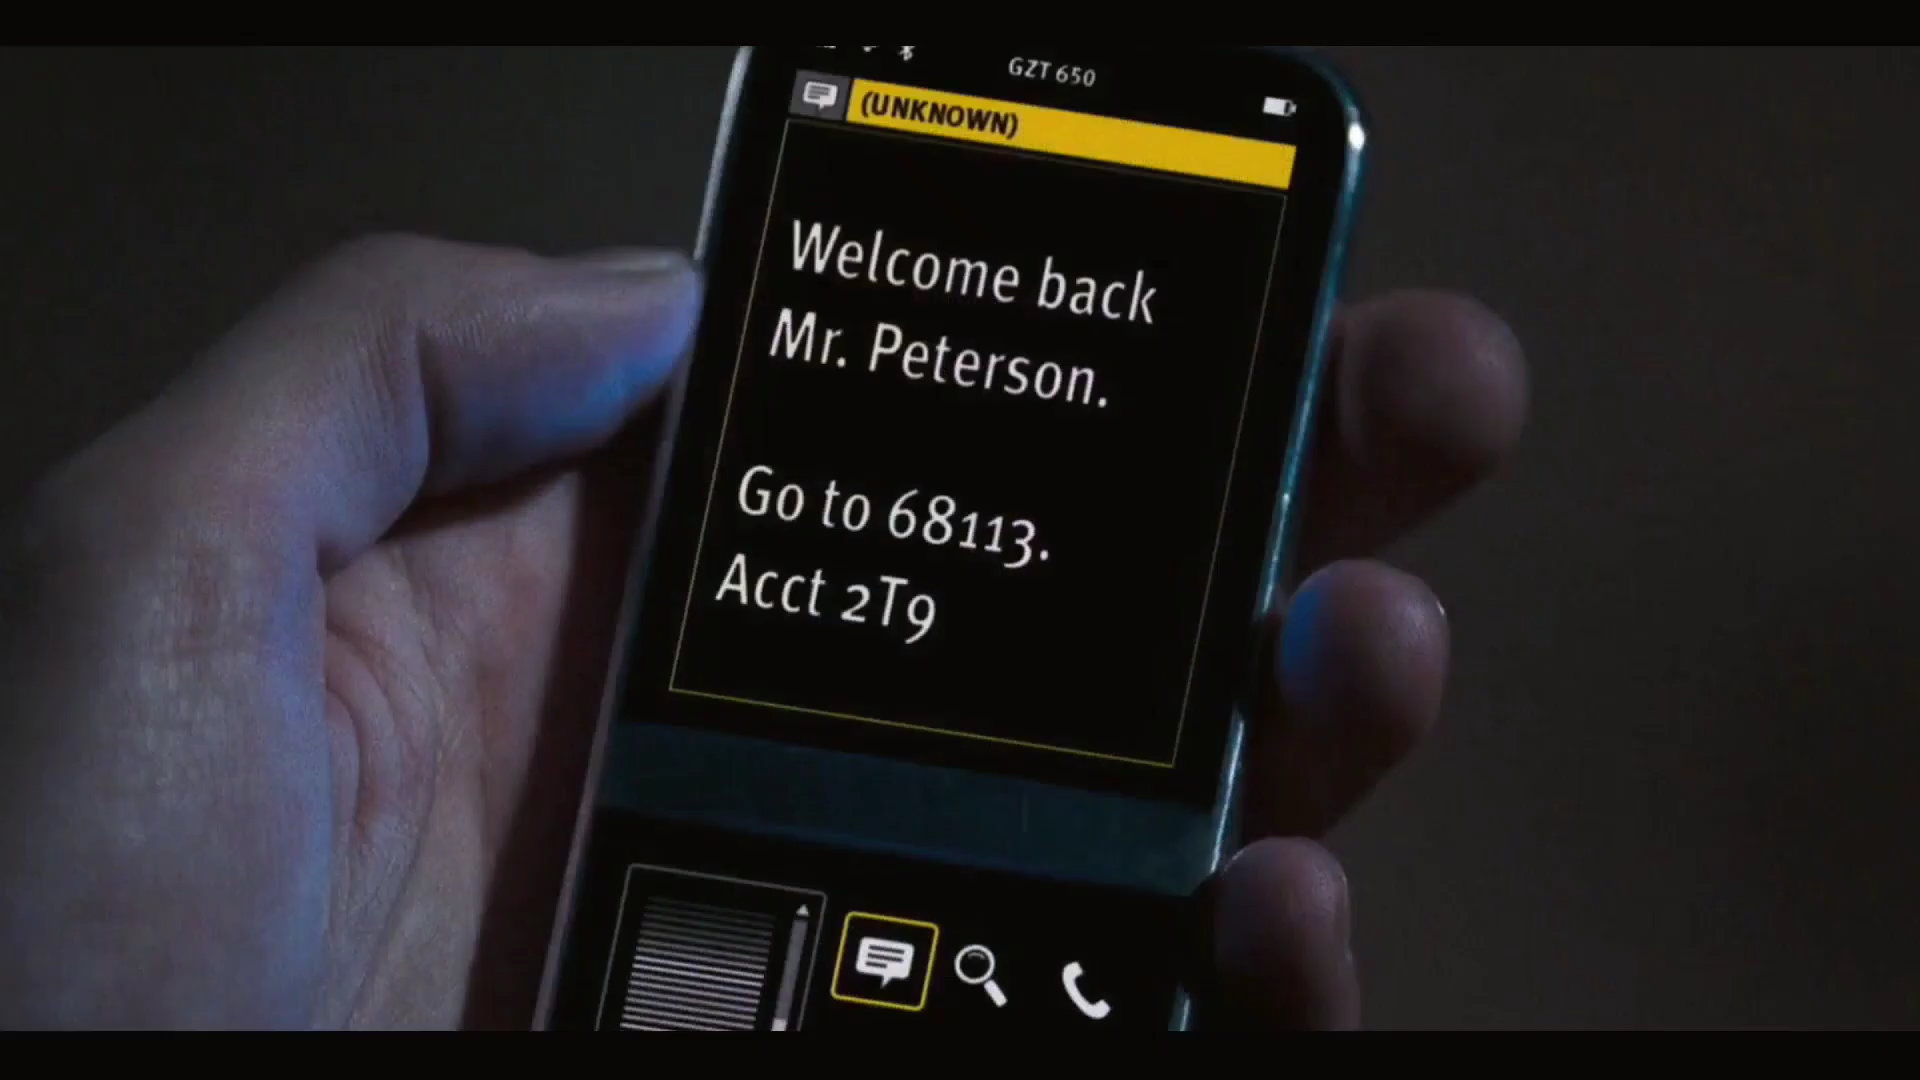 GZT 650
(UNKNOWN)
Welcome back
Mr. Peterson.
Go to 68113.
Acct 2T9